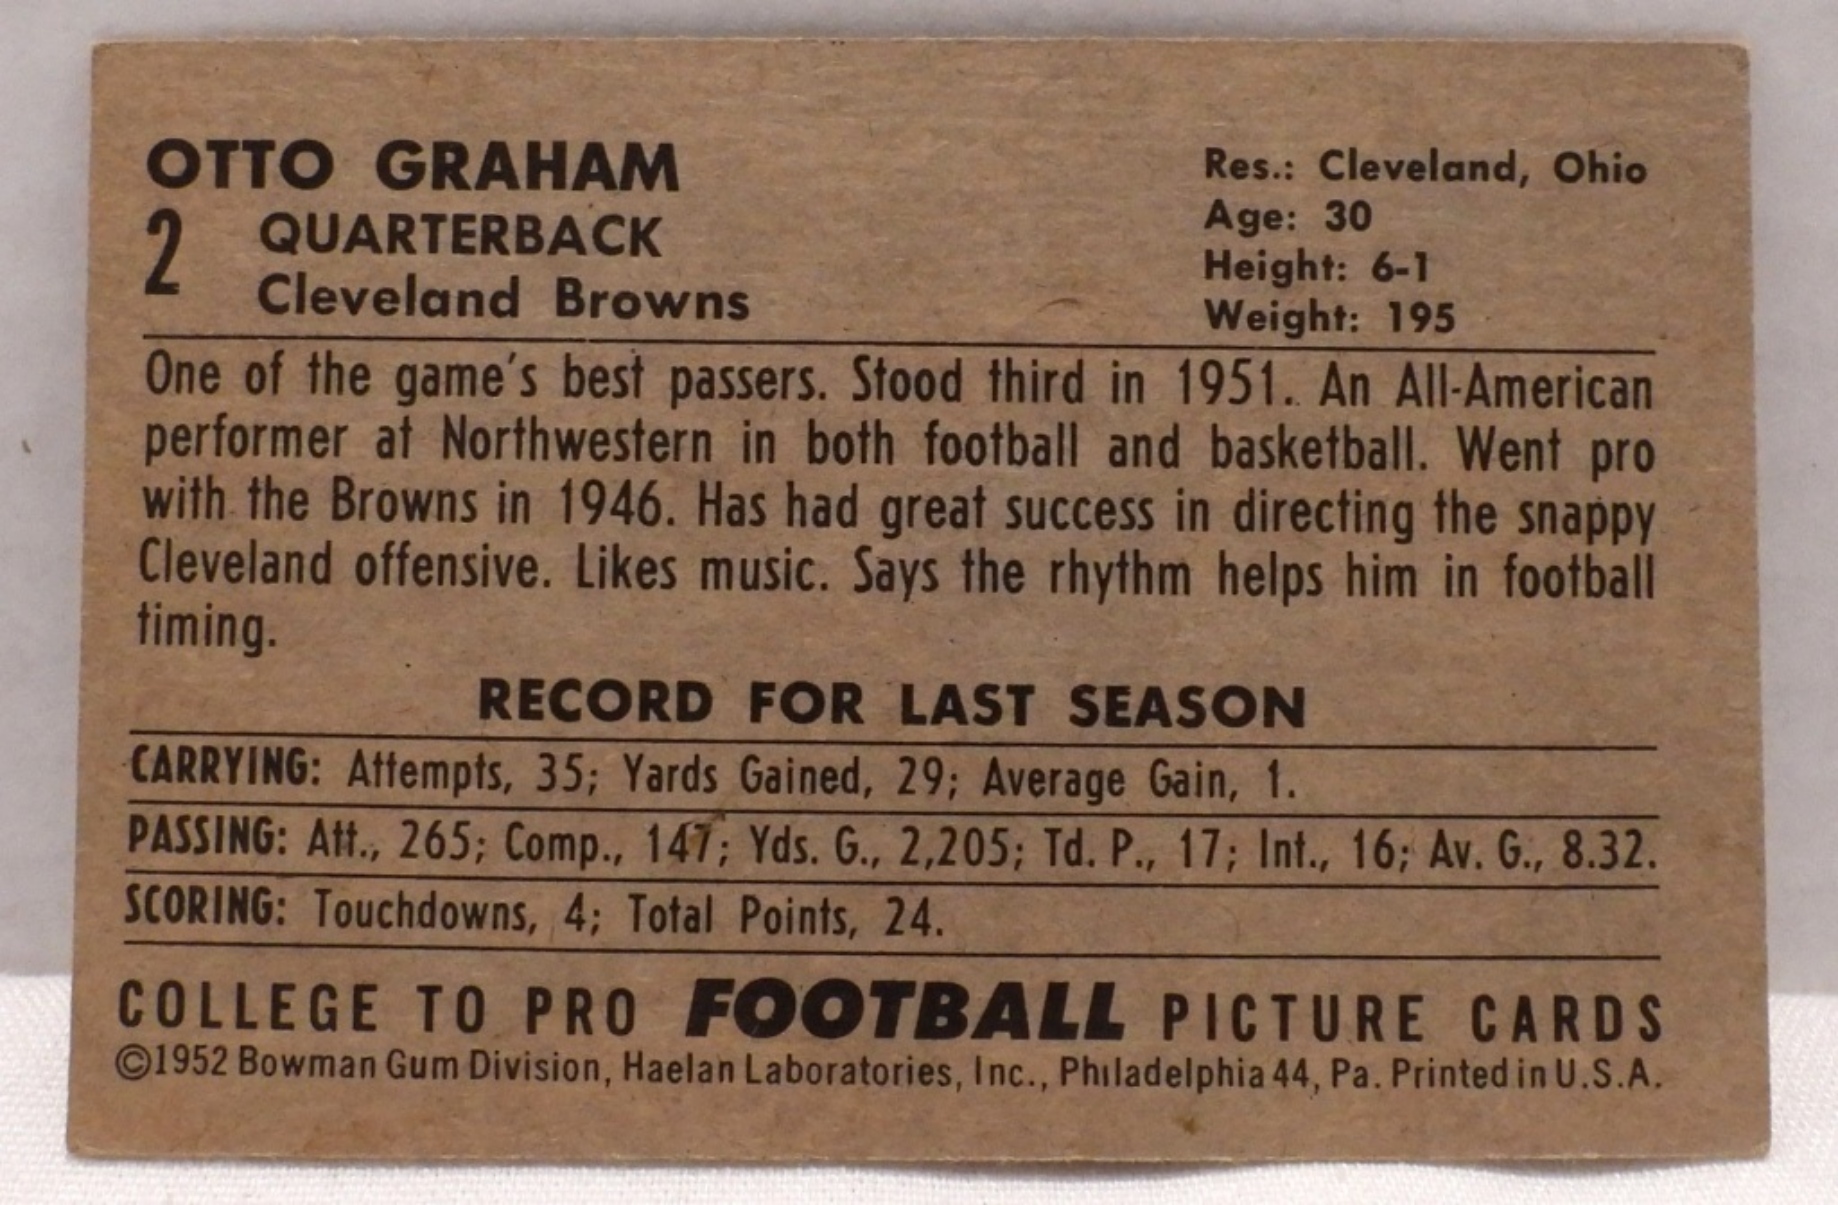 OTTO GRAHAM
2 QUARTERBACK
Cleveland Browns
Res.: Cleveland, Ohio
Age: 30
Height: 6-1
Weight: 195
One of the game's best passers. Stood third in 1951. An All-American
performer at Northwestern in both football and basketball. Went pro
with the Browns in 1946. Has had great success in directing the snappy
Cleveland offensive. Likes music. Says the rhythm helps him in football
timing.
RECORD FOR LAST SEASON
CARRYING: Attempts, 35; Yards Gained, 29; Average Gain, 1.
PASSING: Att., 265; Comp., 147; Yds. G., 2,205; Td. P., 17; Int., 16; Av. G., 8.32.
SCORING: Touchdowns, 4; Total Points, 24.
COLLEGE TO PRO FOOTBALL PICTURE CARDS
©1952 Bowman Gum Division, Haelan Laboratories, Inc., Philadelphia 44, Pa. Printed in U.S.A.